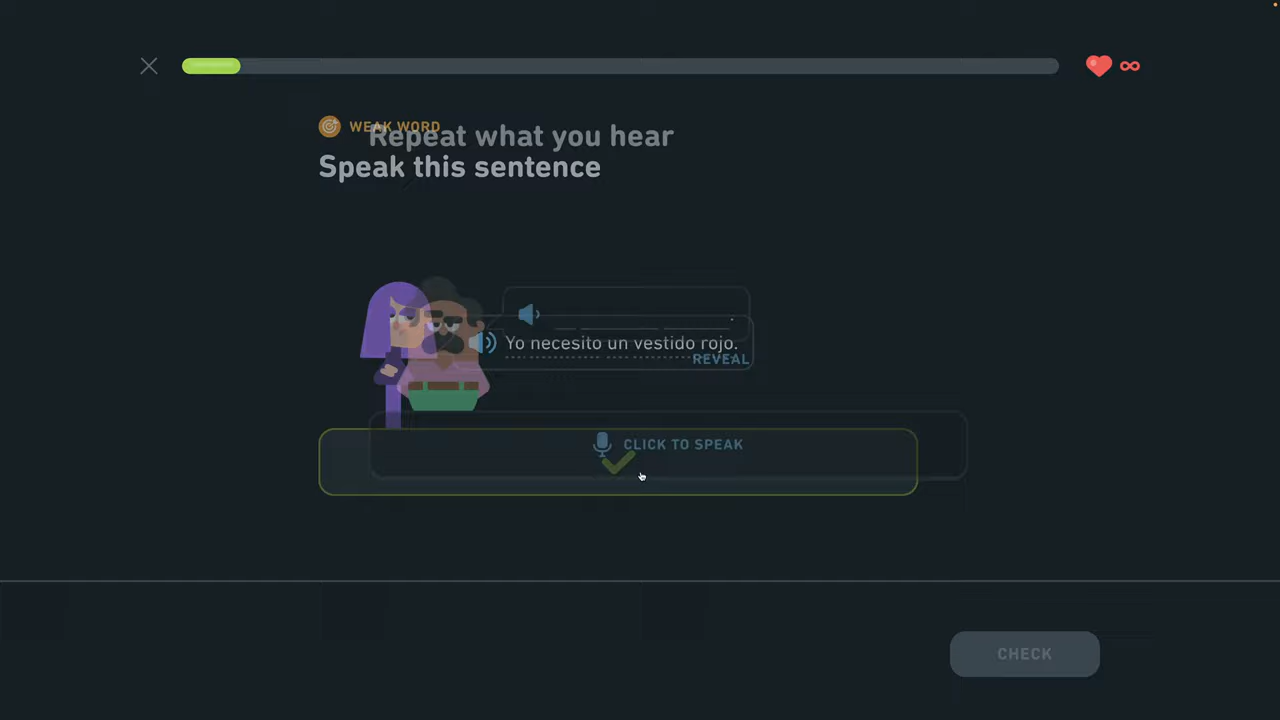 WEAK WORD
Repeat what you hear
Speak this sentence
Yo necesito un vestido rojo.
REVEAL
CLICK TO SPEAK
CHECK